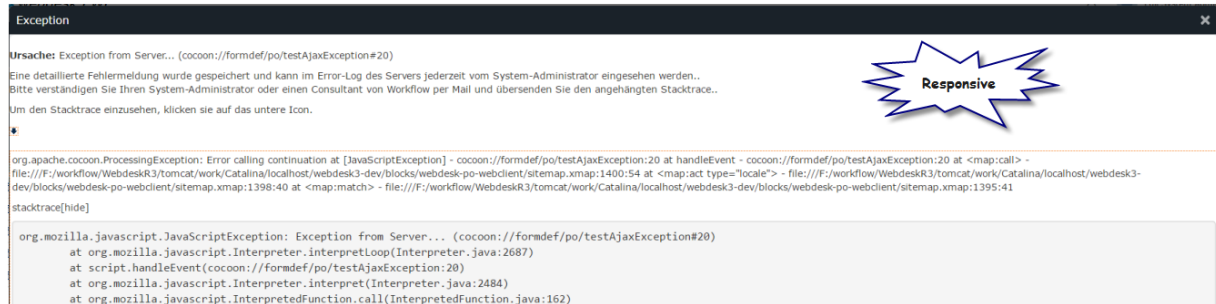 Exception
Ursache: Exception from Server... (cocoon://formdef/po/testAjaxException#20)
Responsive
Eine detaillierte Fehlermeldung wurde gespeichert und kann im Error-Log des Servers jederzeit vom System-Administrator eingesehen werden..
Bitte verständigen Sie Ihren System-Administrator oder einen Consultant von Workflow per Mail und übersenden Sie den angehängten Stacktrace..
Um den Stacktrace einzusehen, klicken sie auf das untere Icon.
org.apache.cocoon.ProcessingException: Error calling continuation at [JavaScriptException] - cocoon://formdef/po/testAjaxException:20 at handleEvent - cocoon://formdef/po/testAjaxException:20 at <map:call> -
file:///F:/workflow/WebdeskR3/tomcat/work/Catalina/localhost/webdesk3-dev/blocks/webdesk-po-webclient/sitemap.xmap:1400:54 at <map:act type="locale"> - file:///F:/workflow/WebdeskR3/tomcat/work/Catalina/localhost/webdesk3-
dev/blocks/webdesk-po-webclient/sitemap.xmap:1398:40 at <map:match> - file:///F:/workflow/WebdeskR3/tomcat/work/Catalina/localhost/webdesk3-dev/blocks/webdesk-po-webclient/sitemap.xmap:1395:41
stacktrace[hide]
org.mozilla.javascript.JavaScriptException: Exception from Server... (cocoon://formdef/po/testAjaxException#20)
at org.mozilla.javascript.Interpreter.interpretLoop(Interpreter.java:2687)
at script.handleEvent(cocoon://formdef/po/testAjaxException:20)
at org.mozilla.javascript.Interpreter.interpret(Interpreter.java:2484)
at org.mozilla.javascript.InterpretedFunction.call(InterpretedFunction.java:162)